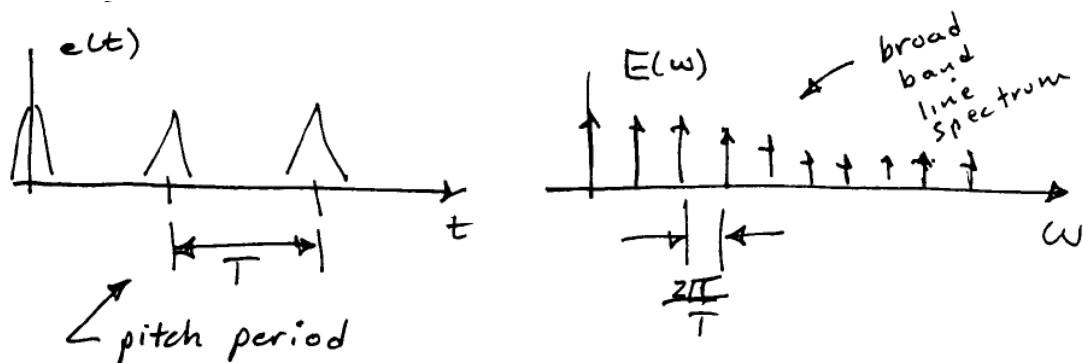 e(t)
t
T
pitch period
E(ω)
broad
band
line
spectrum
ω
2π
T